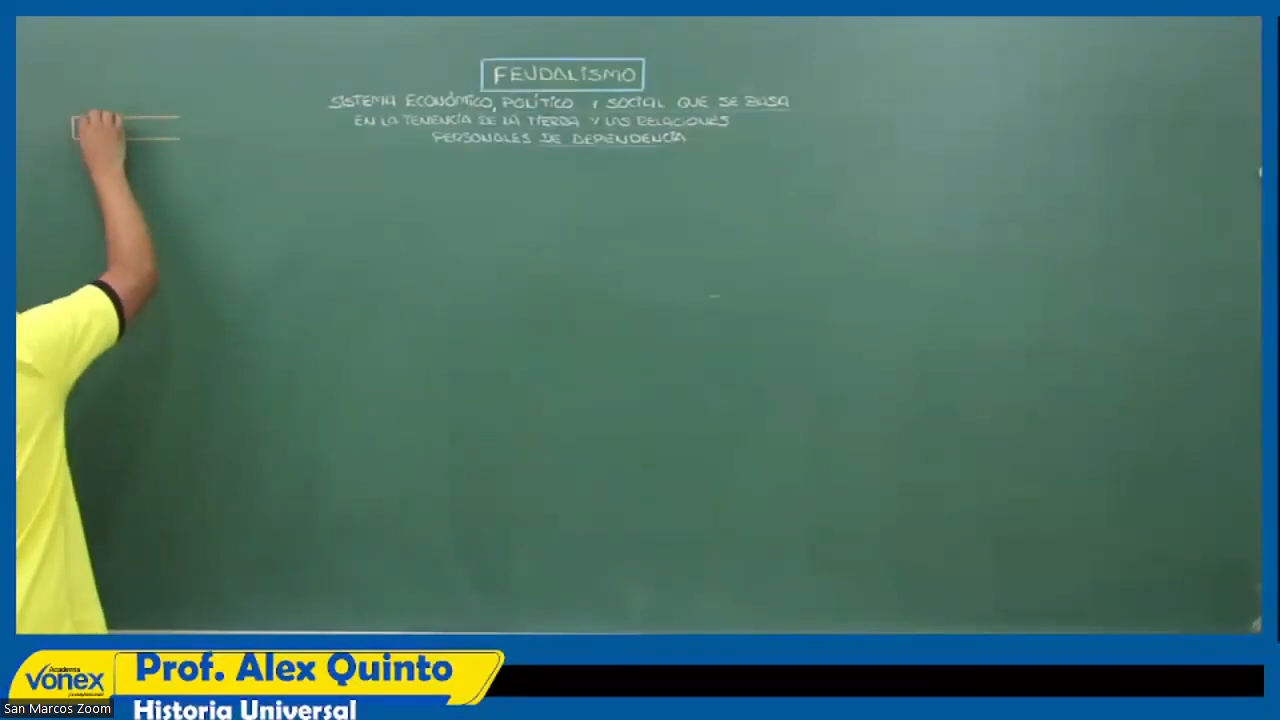 FEUDALISMO
SISTEMA ECONÓMICO, POLÍTICO Y SOCIAL QUE SE BASA
EN LA TENENCIA DE LA TIERRA Y LAS RELACIONES
PERSONALES DE DEPENDENCIA
Academia
vonex
Prof. Alex Quinto
San Marcos Zoom
Historia Universal